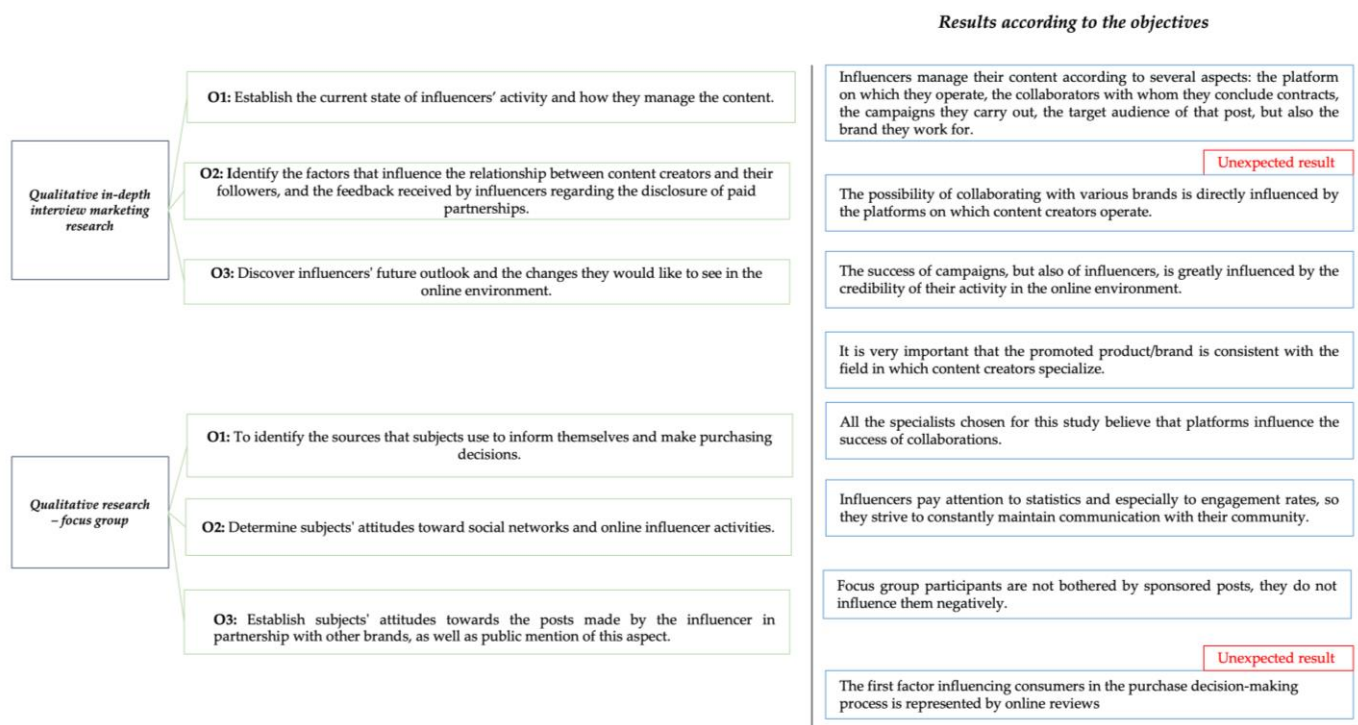 Results according to the objectives
Qualitative in-depth
interview marketing
research
O1: Establish the current state of influencers' activity and how they manage the content.
O2: Identify the factors that influence the relationship between content creators and their
followers, and the feedback received by influencers regarding the disclosure of paid
partnerships.
O3: Discover influencers' future outlook and the changes they would like to see in the
online environment.
Qualitative research
– focus group
O1: To identify the sources that subjects use to inform themselves and make purchasing
decisions.
O2: Determine subjects' attitudes toward social networks and online influencer activities.
O3: Establish subjects' attitudes towards the posts made by the influencer in
partnership with other brands, as well as public mention of this aspect.
Influencers manage their content according to several aspects: the platform
on which they operate, the collaborators with whom they conclude contracts,
the campaigns they carry out, the target audience of that post, but also the
brand they work for.
Unexpected result
The possibility of collaborating with various brands is directly influenced by
the platforms on which content creators operate.
The success of campaigns, but also of influencers, is greatly influenced by the
credibility of their activity in the online environment.
It is very important that the promoted product/brand is consistent with the
field in which content creators specialize.
All the specialists chosen for this study believe that platforms influence the
success of collaborations.
Influencers pay attention to statistics and especially to engagement rates, so
they strive to constantly maintain communication with their community.
Focus group participants are not bothered by sponsored posts, they do not
influence them negatively.
Unexpected result
The first factor influencing consumers in the purchase decision-making
process is represented by online reviews